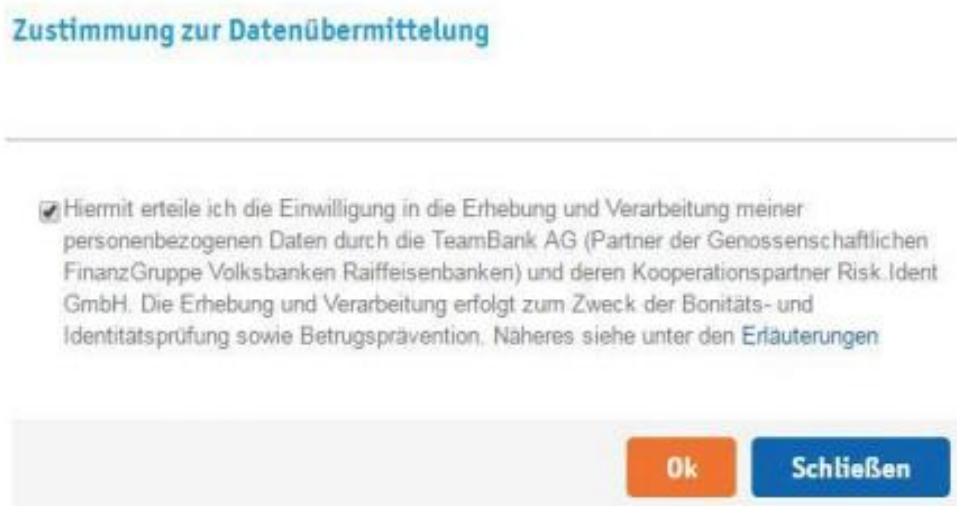 Zustimmung zur Datenübermittelung
Hiermit erteile ich die Einwilligung in die Erhebung und Verarbeitung meiner
personenbezogenen Daten durch die TeamBank AG (Partner der Genossenschaftlichen
FinanzGruppe Volksbanken Raiffeisenbanken) und deren Kooperationspartner Risk.Ident
GmbH. Die Erhebung und Verarbeitung erfolgt zum Zweck der Bonitäts- und
Identitätsprüfung sowie Betrugsprävention. Näheres siehe unter den Erläuterungen
Ok Schließen